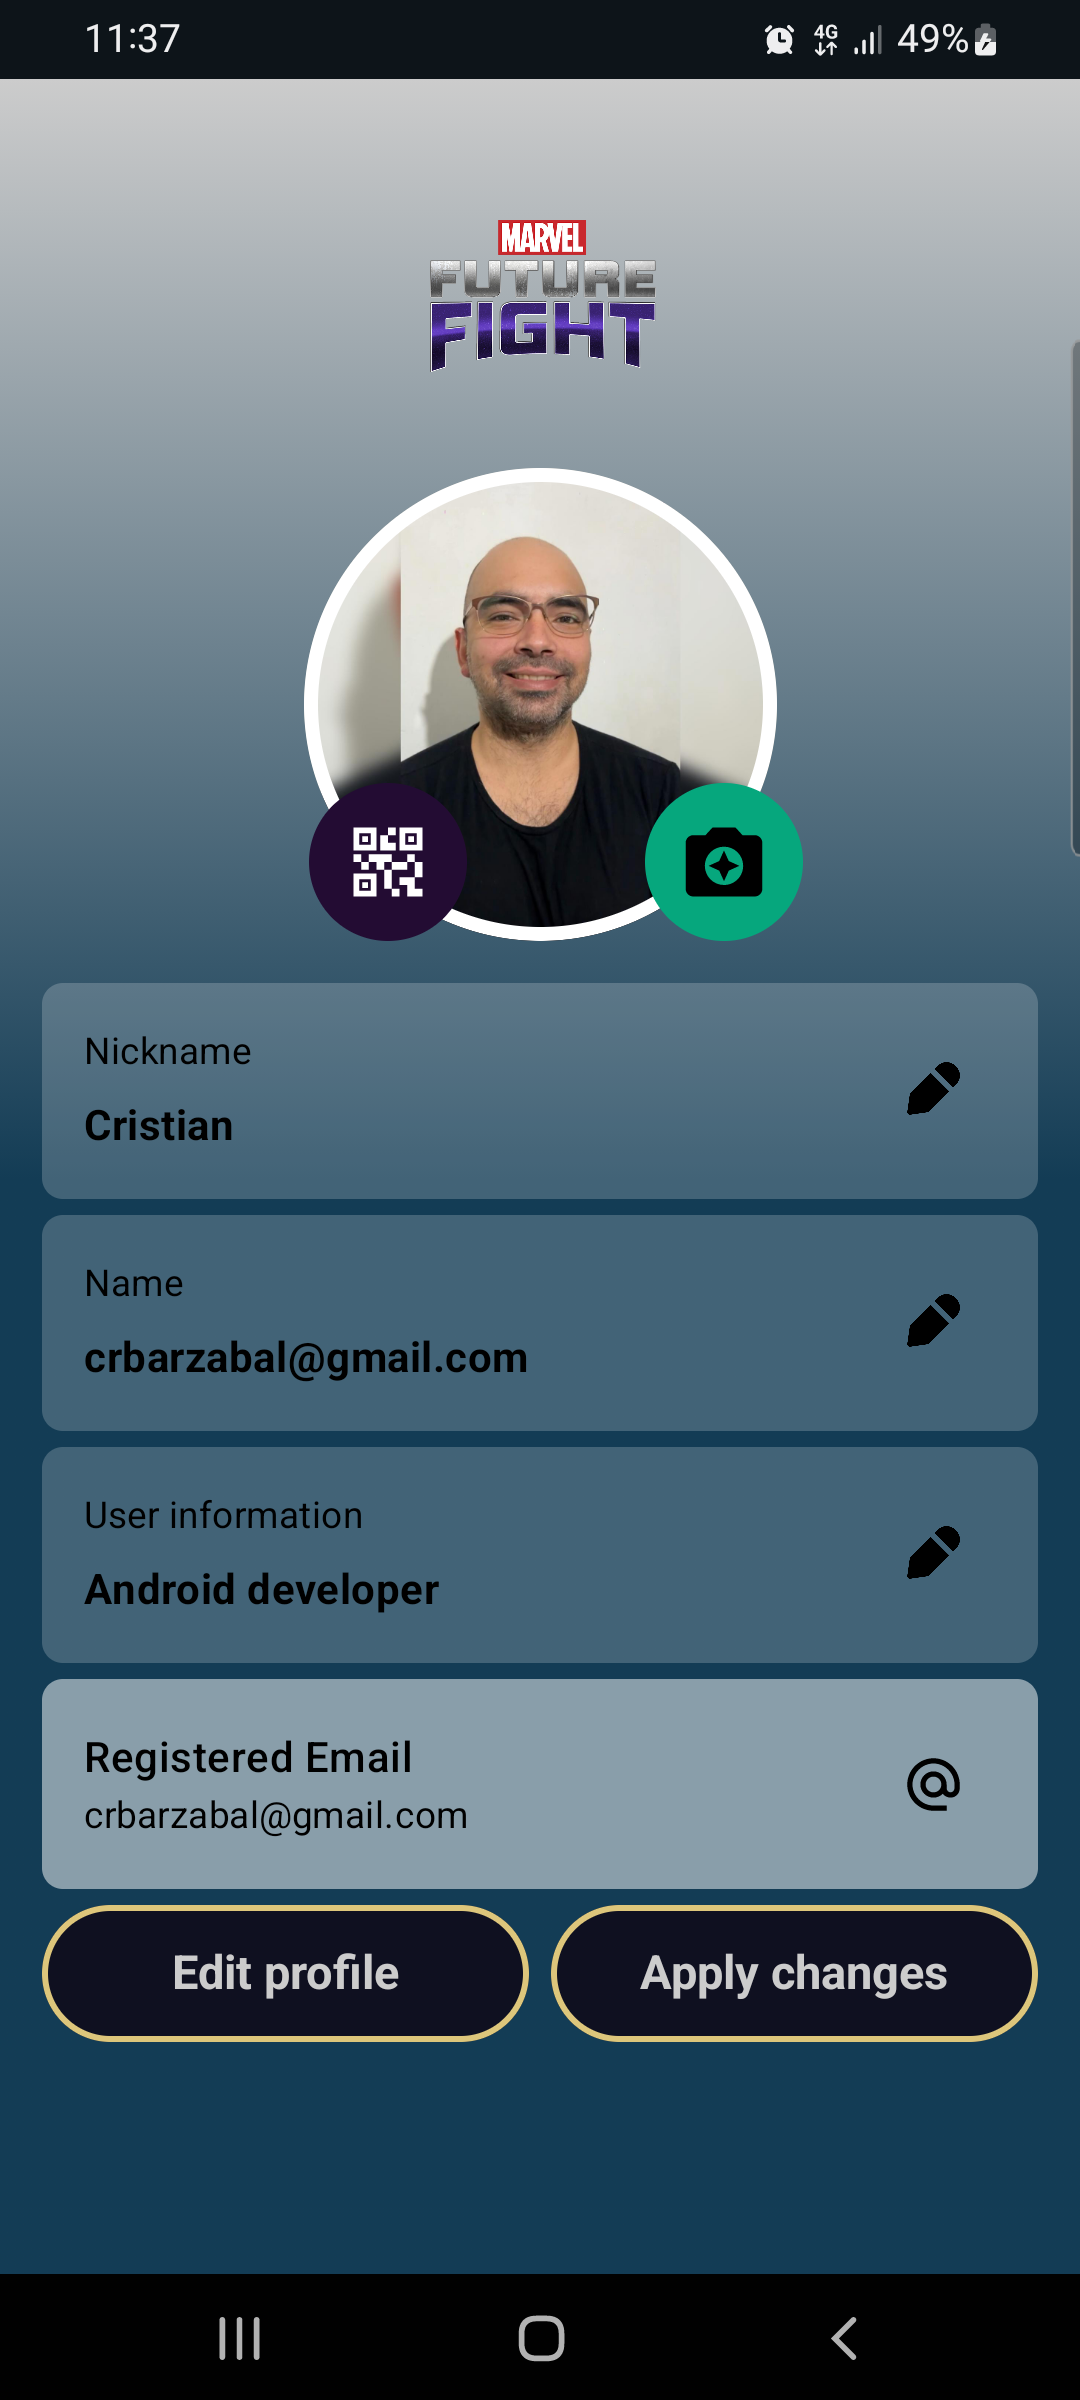 11:37
4G
49%
MARVEL
FUTURE
FIGHT
Nickname
Cristian
Name
crbarzabal@gmail.com
User information
Android developer
Registered Email
crbarzabal@gmail.com
Edit profile
Apply changes